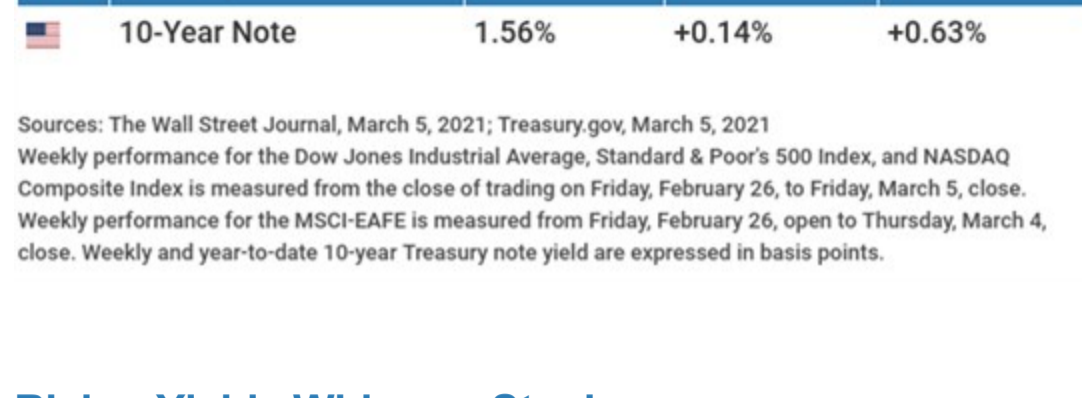 10-Year Note 1.56% +0.14% +0.63%
Sources: The Wall Street Journal, March 5, 2021; Treasury.gov, March 5, 2021
Weekly performance for the Dow Jones Industrial Average, Standard & Poor's 500 Index, and NASDAQ
Composite Index is measured from the close of trading on Friday, February 26, to Friday, March 5, close.
Weekly performance for the MSCI-EAFE is measured from Friday, February 26, open to Thursday, March 4,
close. Weekly and year-to-date 10-year Treasury note yield are expressed in basis points.